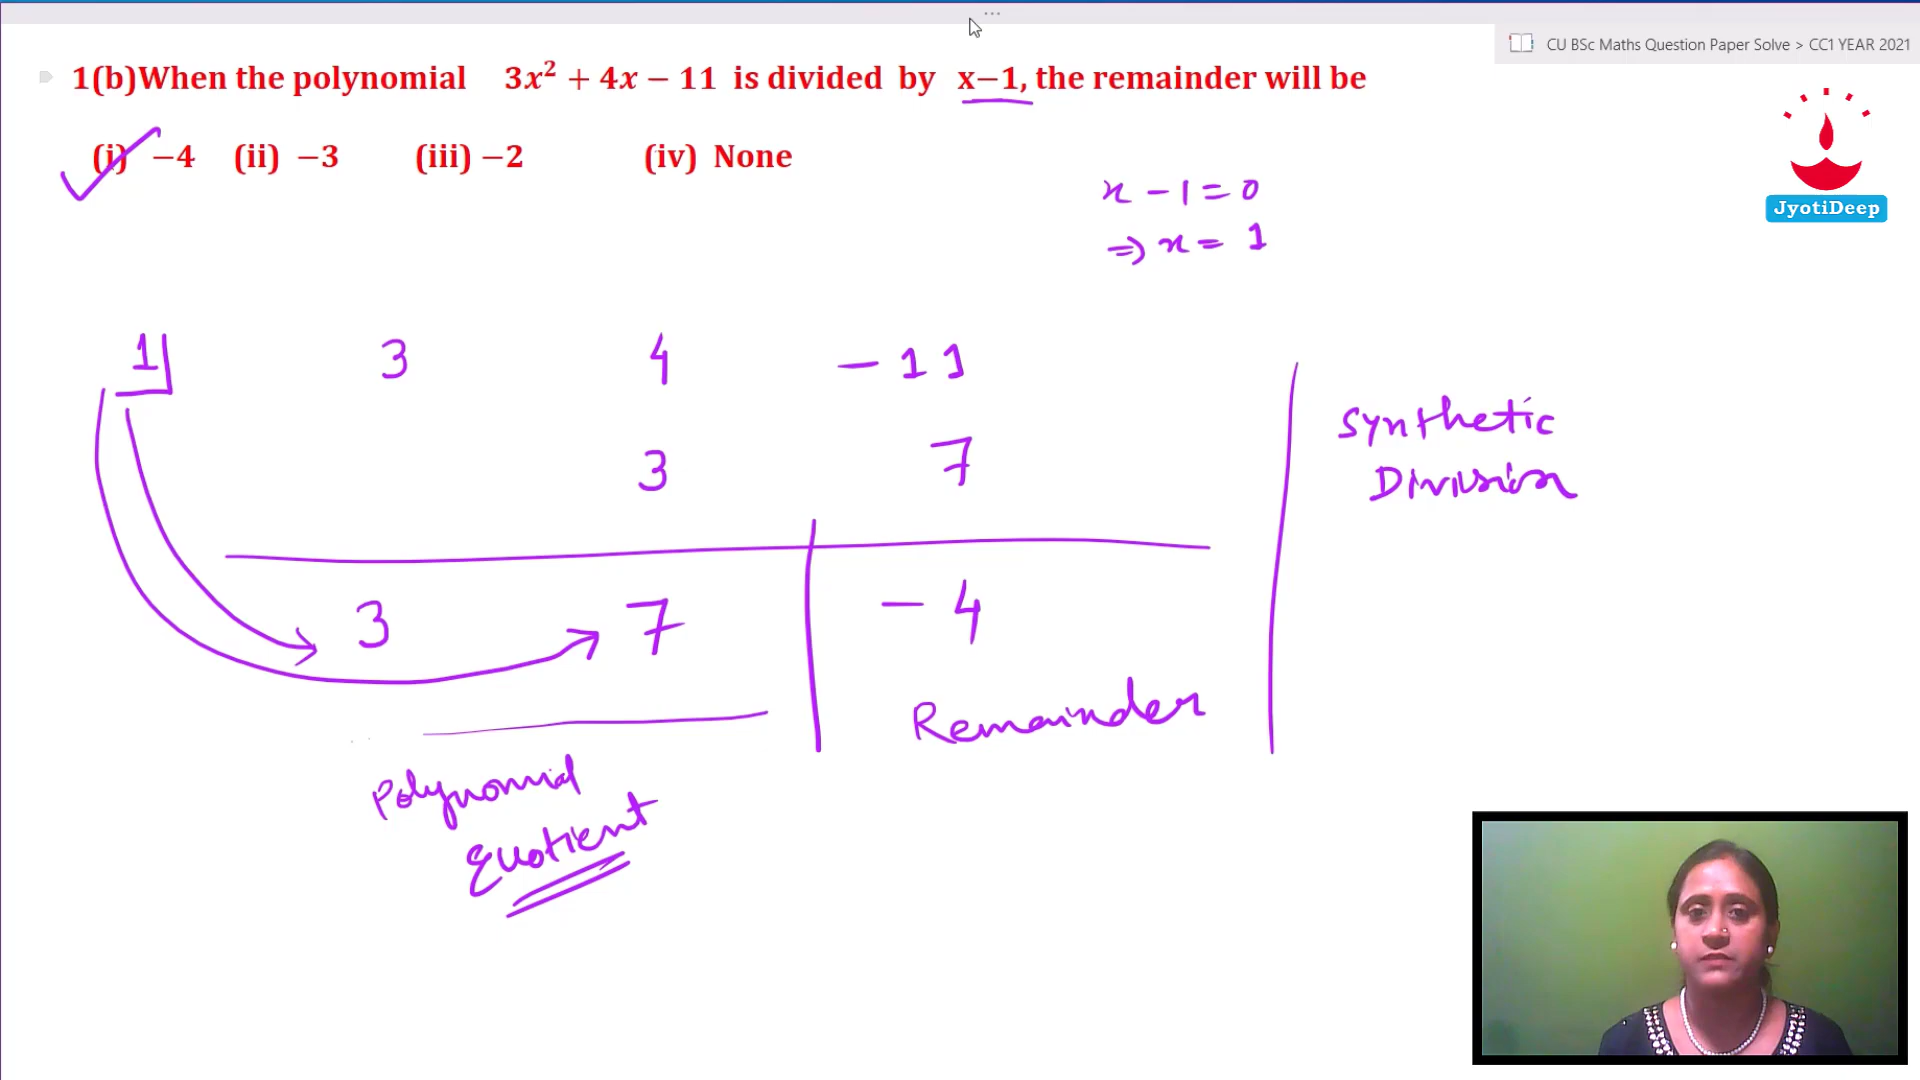 CU BSc Maths Question Paper Solve > CC1 YEAR 2021
1(b)When the polynomial 3x² + 4x − 11 is divided by x−1, the remainder will be
(i) −4 (ii) −3 (iii) −2 (iv) None
JyotiDeep
x − 1 = 0
⇒ x = 1
1 3 4 − 11
3 7
3 7 − 4
Synthetic
Division
Remainder
Polynomial
Quotient